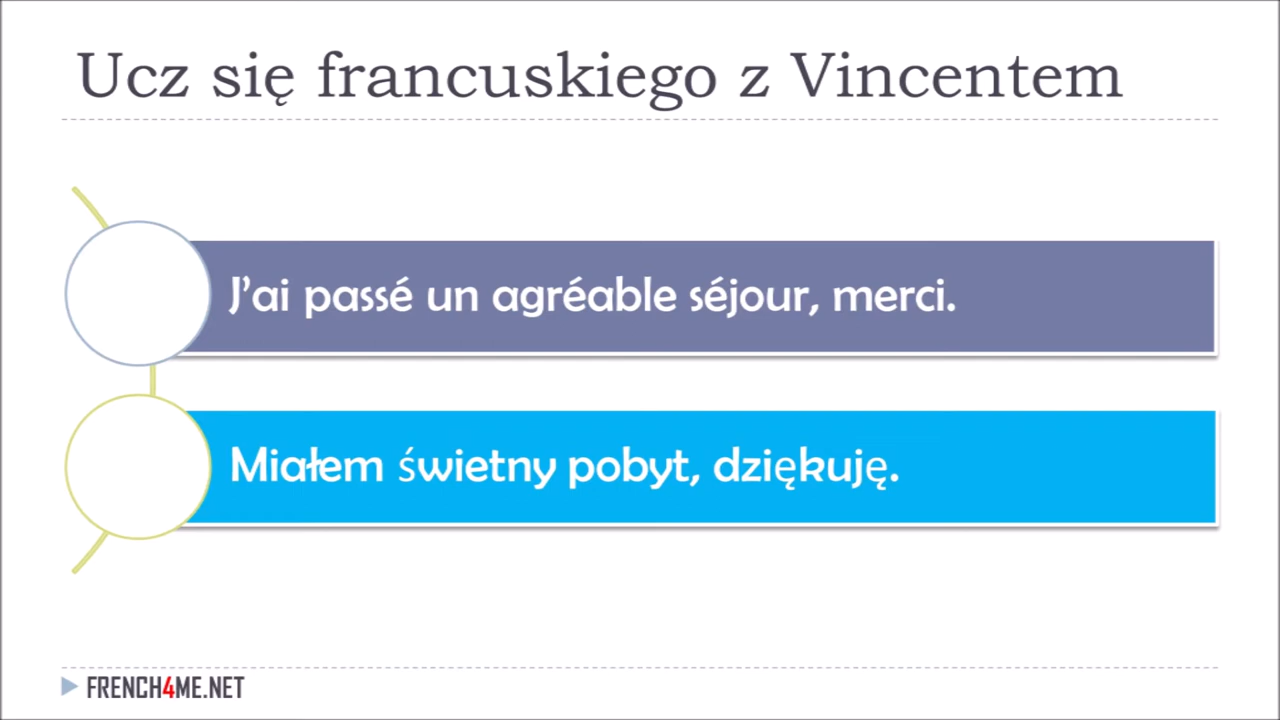 Ucz się francuskiego z Vincentem
J'ai passé un agréable séjour, merci.
Miałem świetny pobyt, dziękuję.
FRENCH4ME.NET